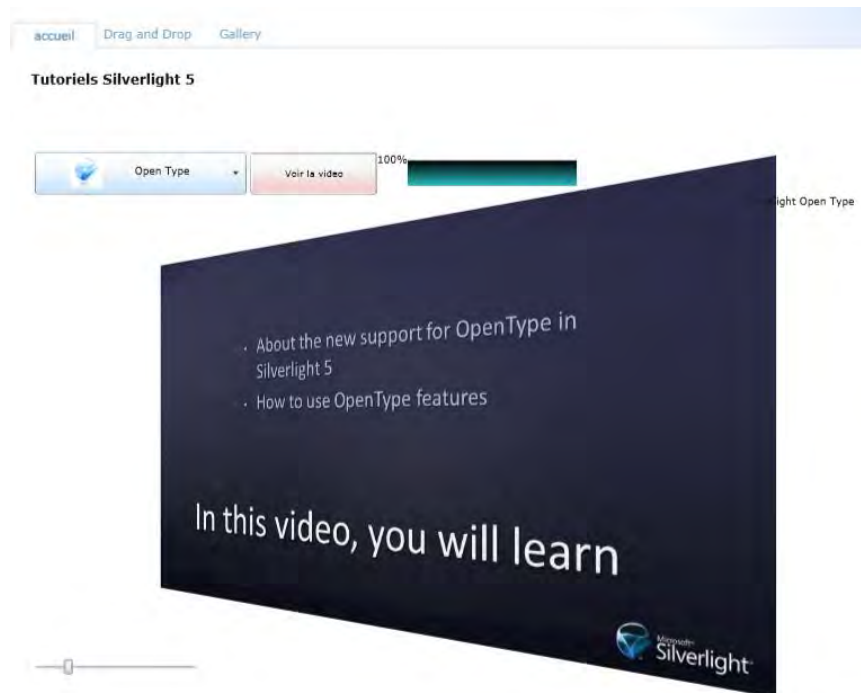 accueil Drag and Drop Gallery
Tutoriels Silverlight 5
Open Type Voir la video 100%
ight Open Type
· About the new support for OpenType in
Silverlight 5
· How to use OpenType features
In this video, you will learn
Microsoft®
Silverlight™